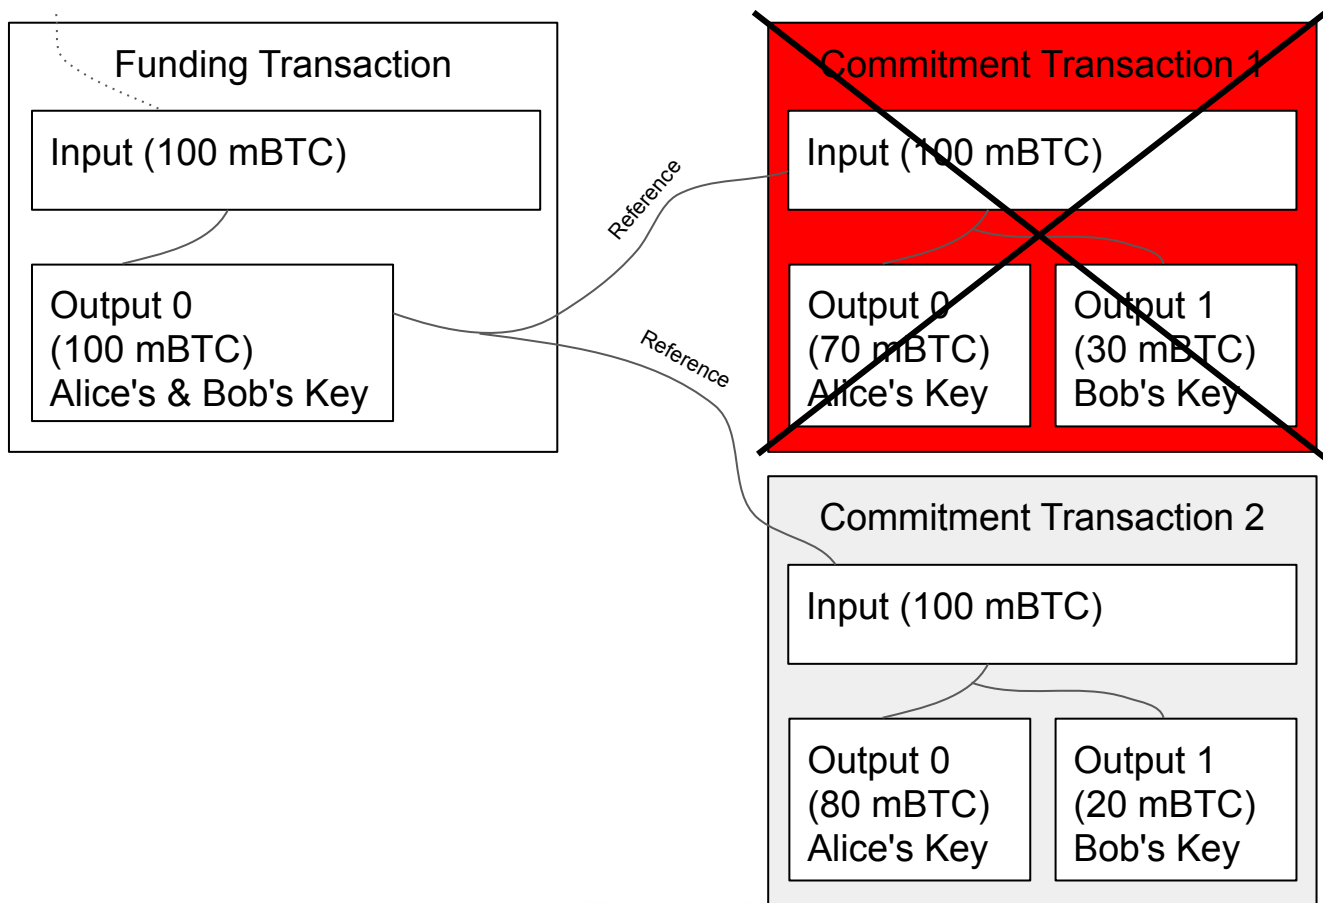 Funding Transaction
Input (100 mBTC)
Output 0
(100 mBTC)
Alice's & Bob's Key
Reference
Reference
Commitment Transaction 1
Input (100 mBTC)
Output 0
(70 mBTC)
Alice's Key
Output 1
(30 mBTC)
Bob's Key
Commitment Transaction 2
Input (100 mBTC)
Output 0
(80 mBTC)
Alice's Key
Output 1
(20 mBTC)
Bob's Key